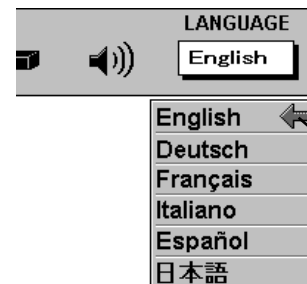 LANGUAGE
English
English
Deutsch
Français
Italiano
Español
日本語